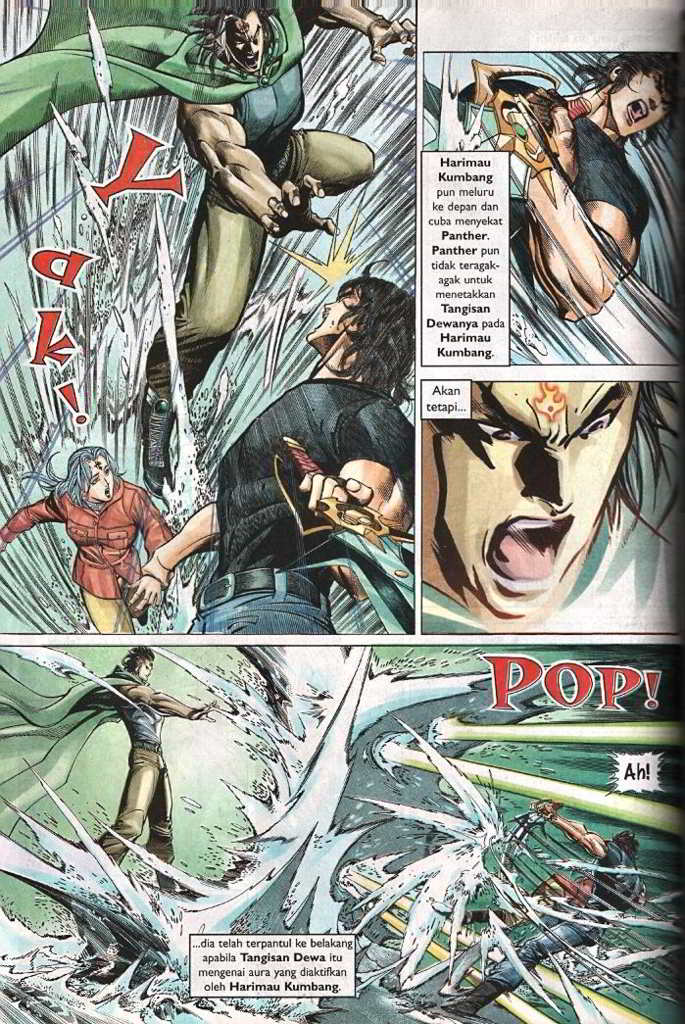 Yak!
Harimau
Kumbang
pun meluru
ke depan dan
cuba menyekat
Panther.
Panther pun
tidak teragak-
agak untuk
menetakkan
Tangisan
Dewanya pada
Harimau
Kumbang.
Akan
tetapi...
POP!
Ah!
...dia telah terpantul ke belakang
apabila Tangisan Dewa itu
mengenai aura yang diaktifkan
oleh Harimau Kumbang.